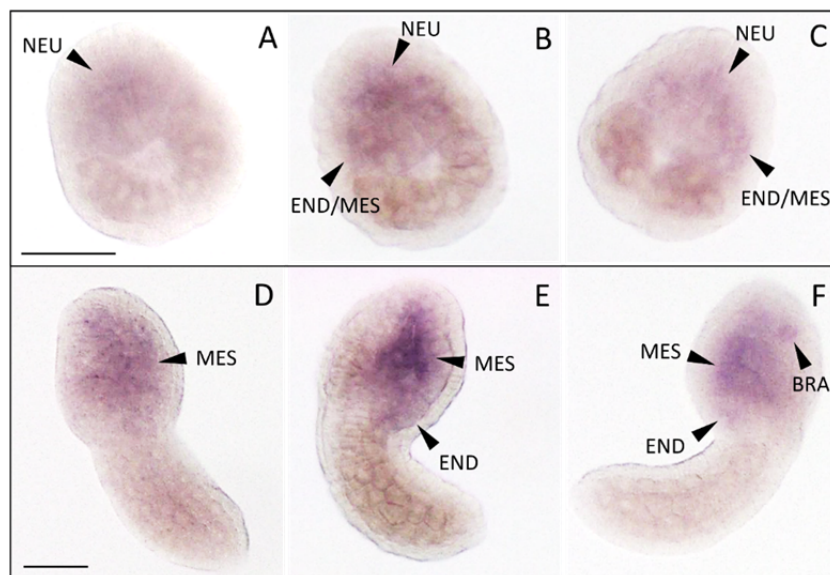 A
NEU
B
NEU
END/MES
C
NEU
END/MES
D
MES
E
MES
END
F
MES
BRA
END